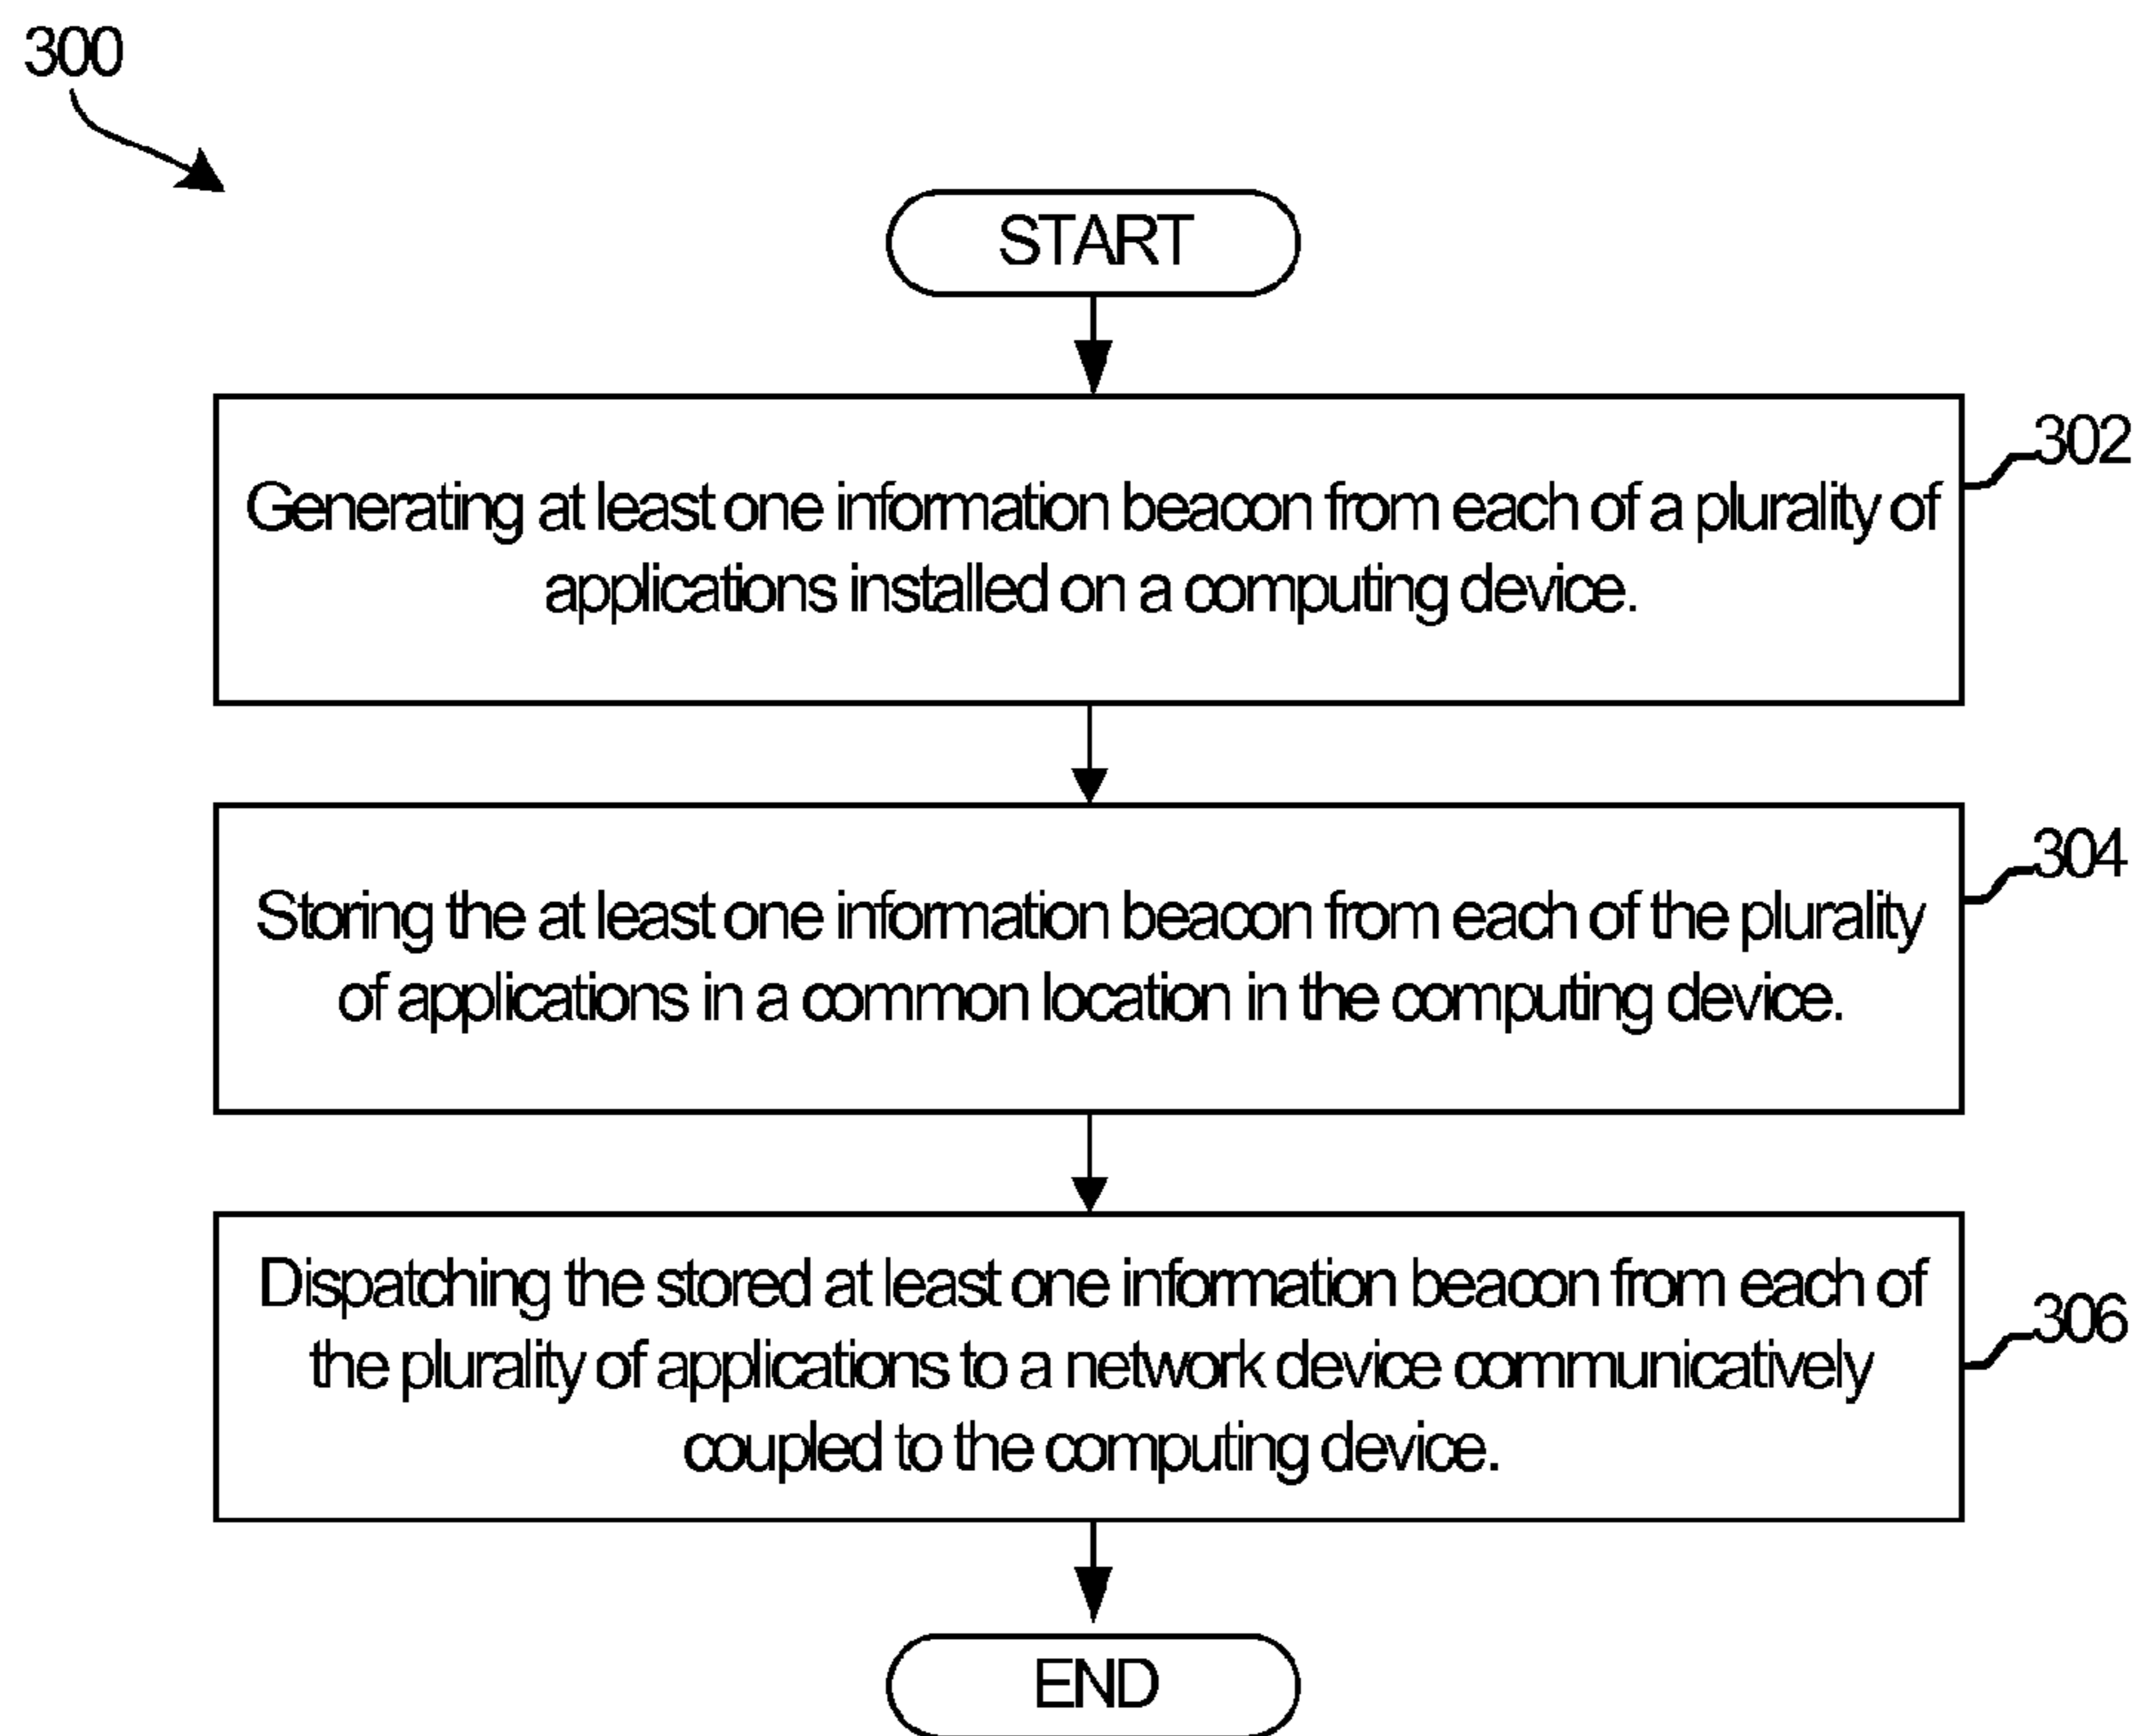 300
START
Generating at least one information beacon from each of a plurality of
applications installed on a computing device.
302
Storing the at least one information beacon from each of the plurality
of applications in a common location in the computing device.
304
Dispatching the stored at least one information beacon from each of
the plurality of applications to a network device communicatively
coupled to the computing device.
306
END